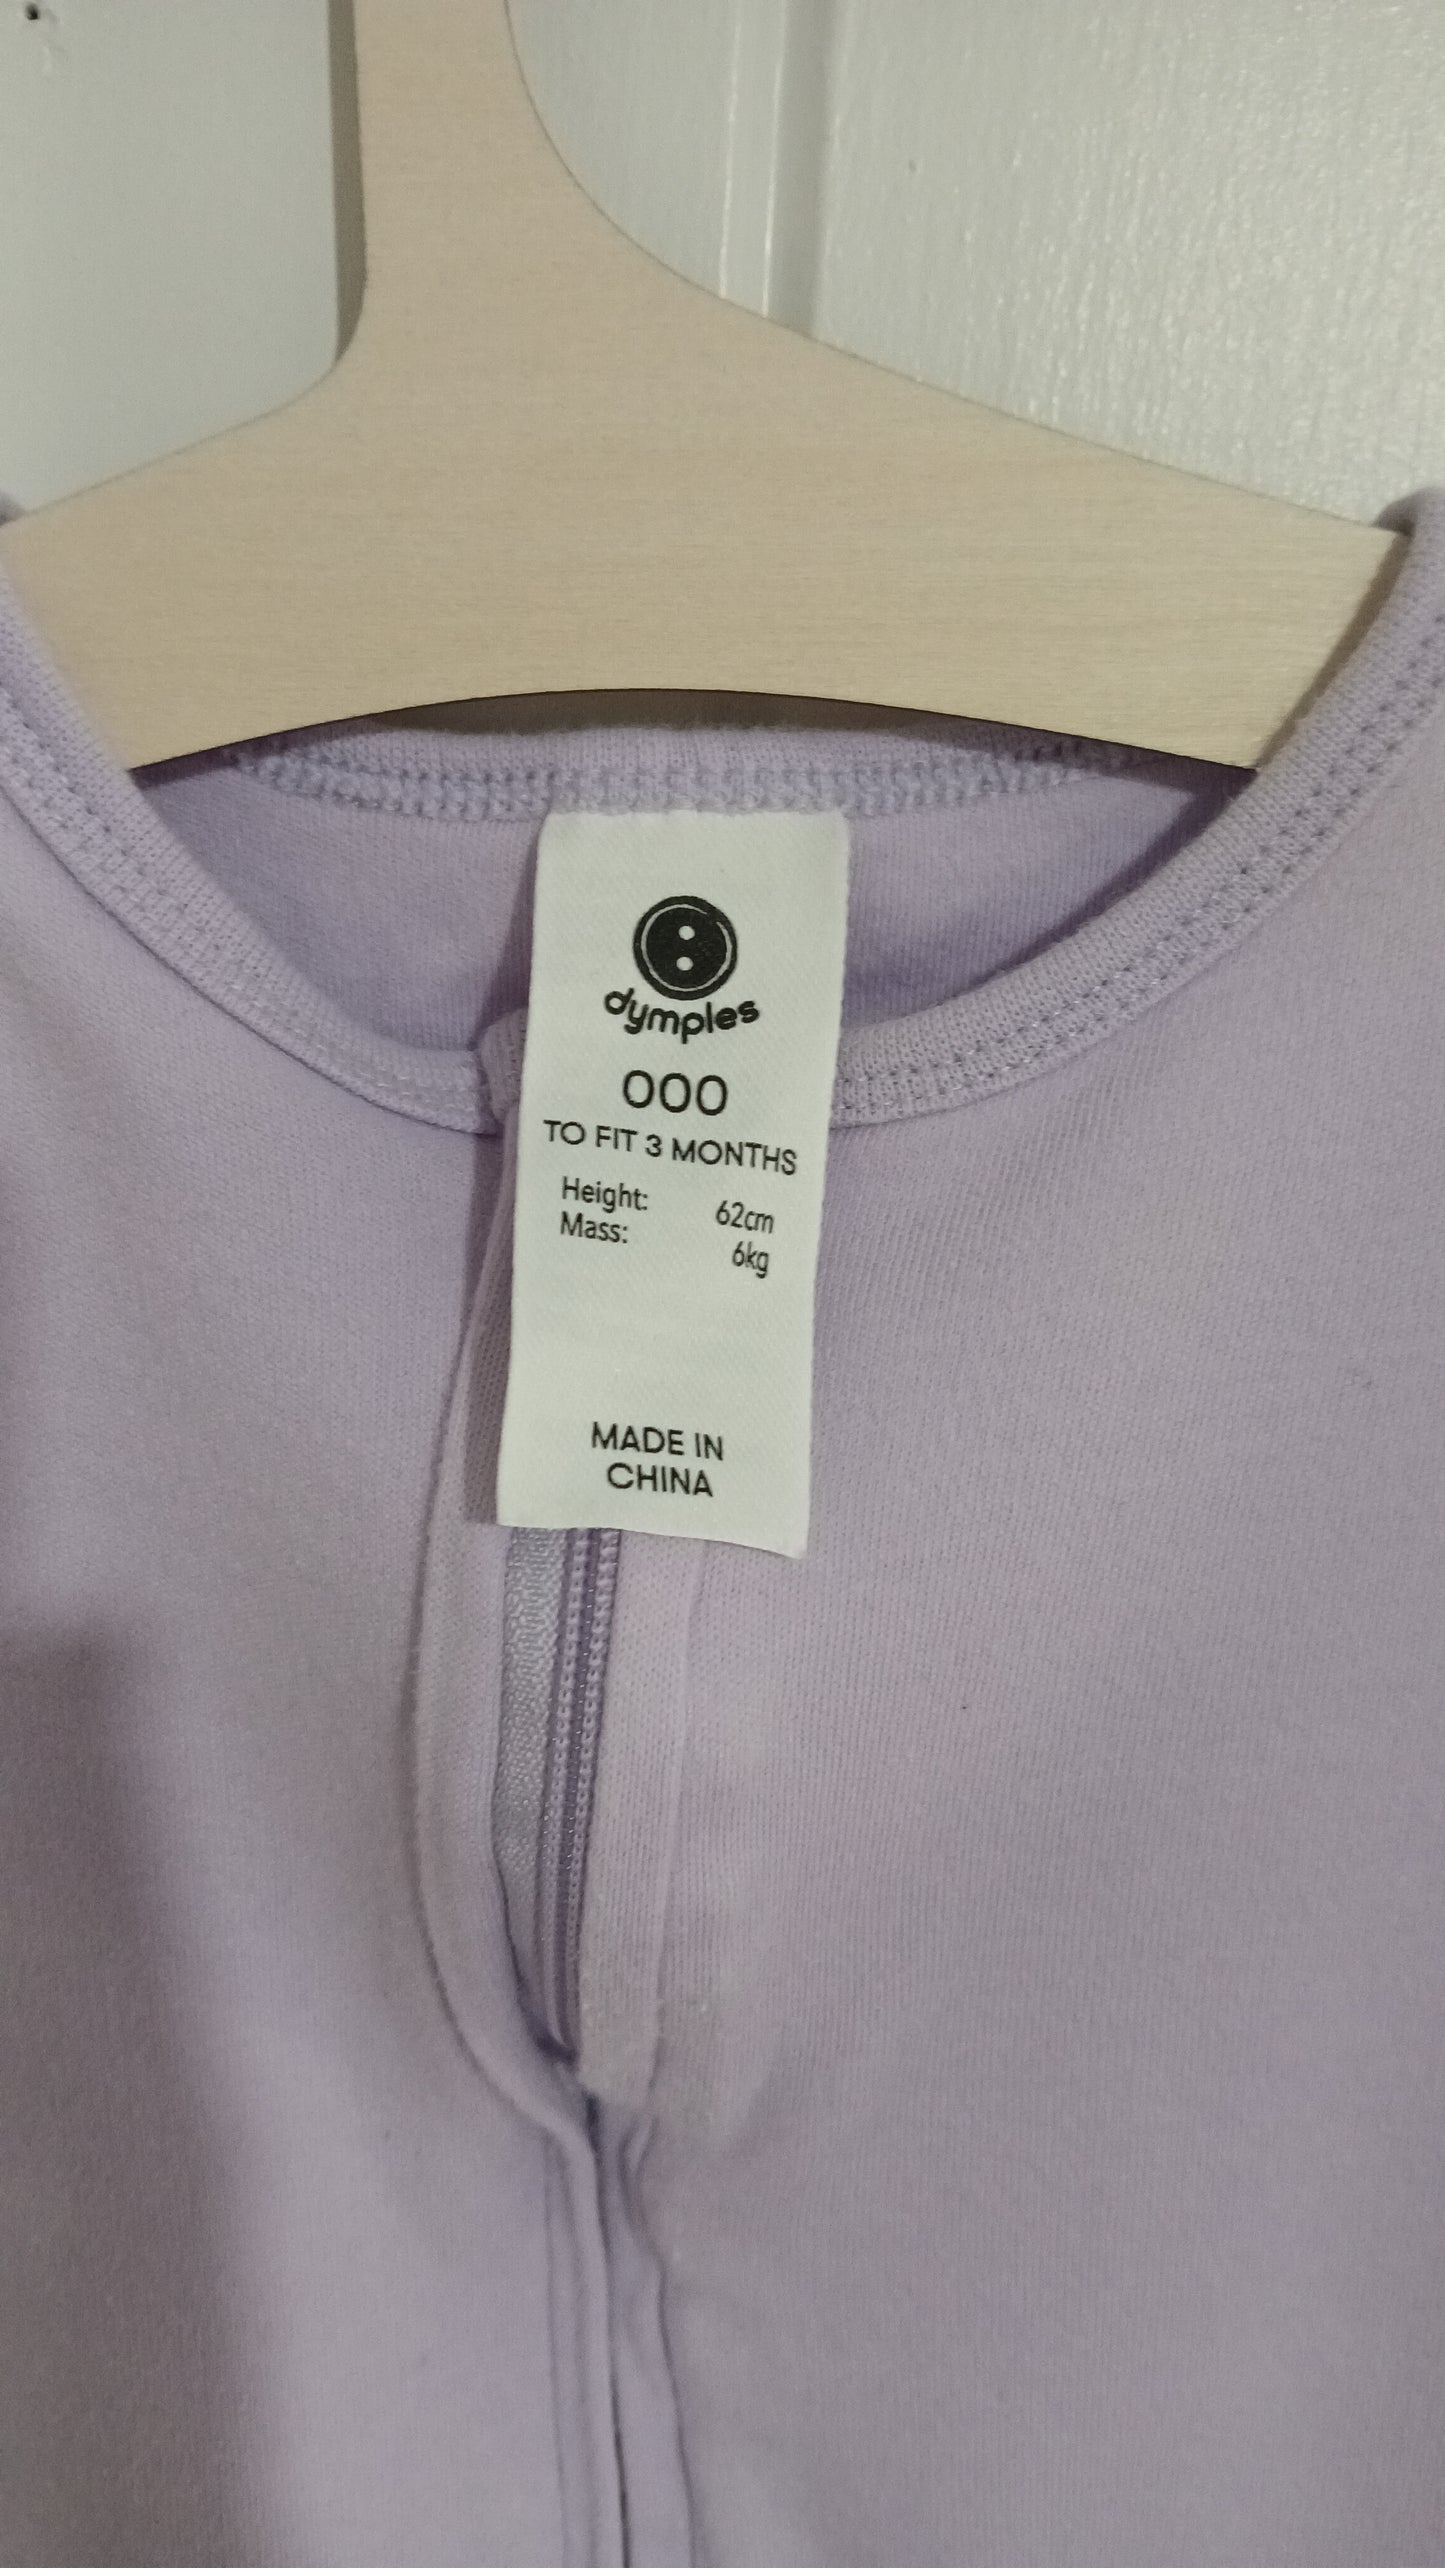 dymples
000
TO FIT 3 MONTHS
Height: 62cm
Mass: 6kg
MADE IN
CHINA